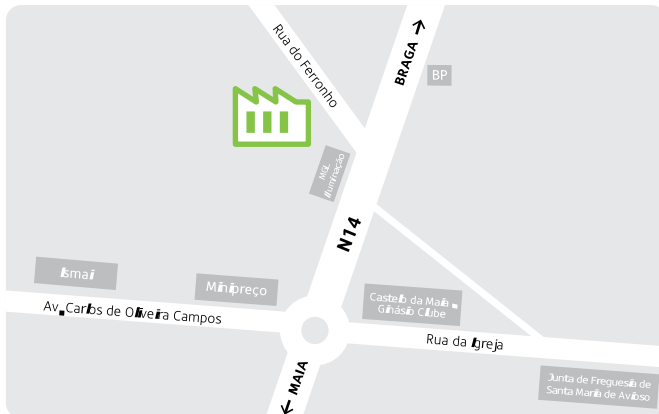 Rua do Ferronho
BRAGA
BP
MGL
Iluminação
N14
Ismai
Minipreço
Castelo da Maia
Ginásio Clube
Av. Carlos de Oliveira Campos
Rua da Igreja
MAIA
Junta de Freguesia de
Santa Maria de Avioso